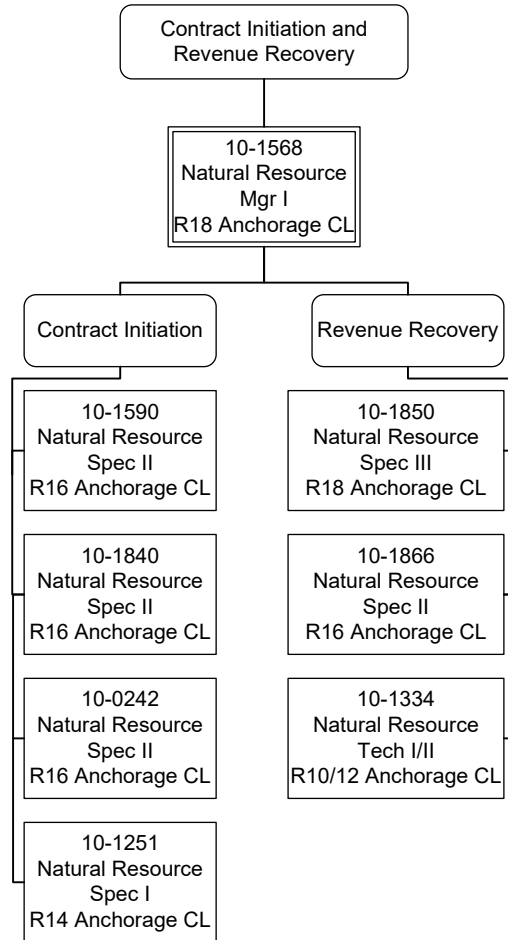 Contract Initiation and
Revenue Recovery
10-1568
Natural Resource
Mgr I
R18 Anchorage CL
Contract Initiation
10-1590
Natural Resource
Spec II
R16 Anchorage CL
10-1840
Natural Resource
Spec II
R16 Anchorage CL
10-0242
Natural Resource
Spec II
R16 Anchorage CL
10-1251
Natural Resource
Spec I
R14 Anchorage CL
Revenue Recovery
10-1850
Natural Resource
Spec III
R18 Anchorage CL
10-1866
Natural Resource
Spec II
R16 Anchorage CL
10-1334
Natural Resource
Tech I/II
R10/12 Anchorage CL